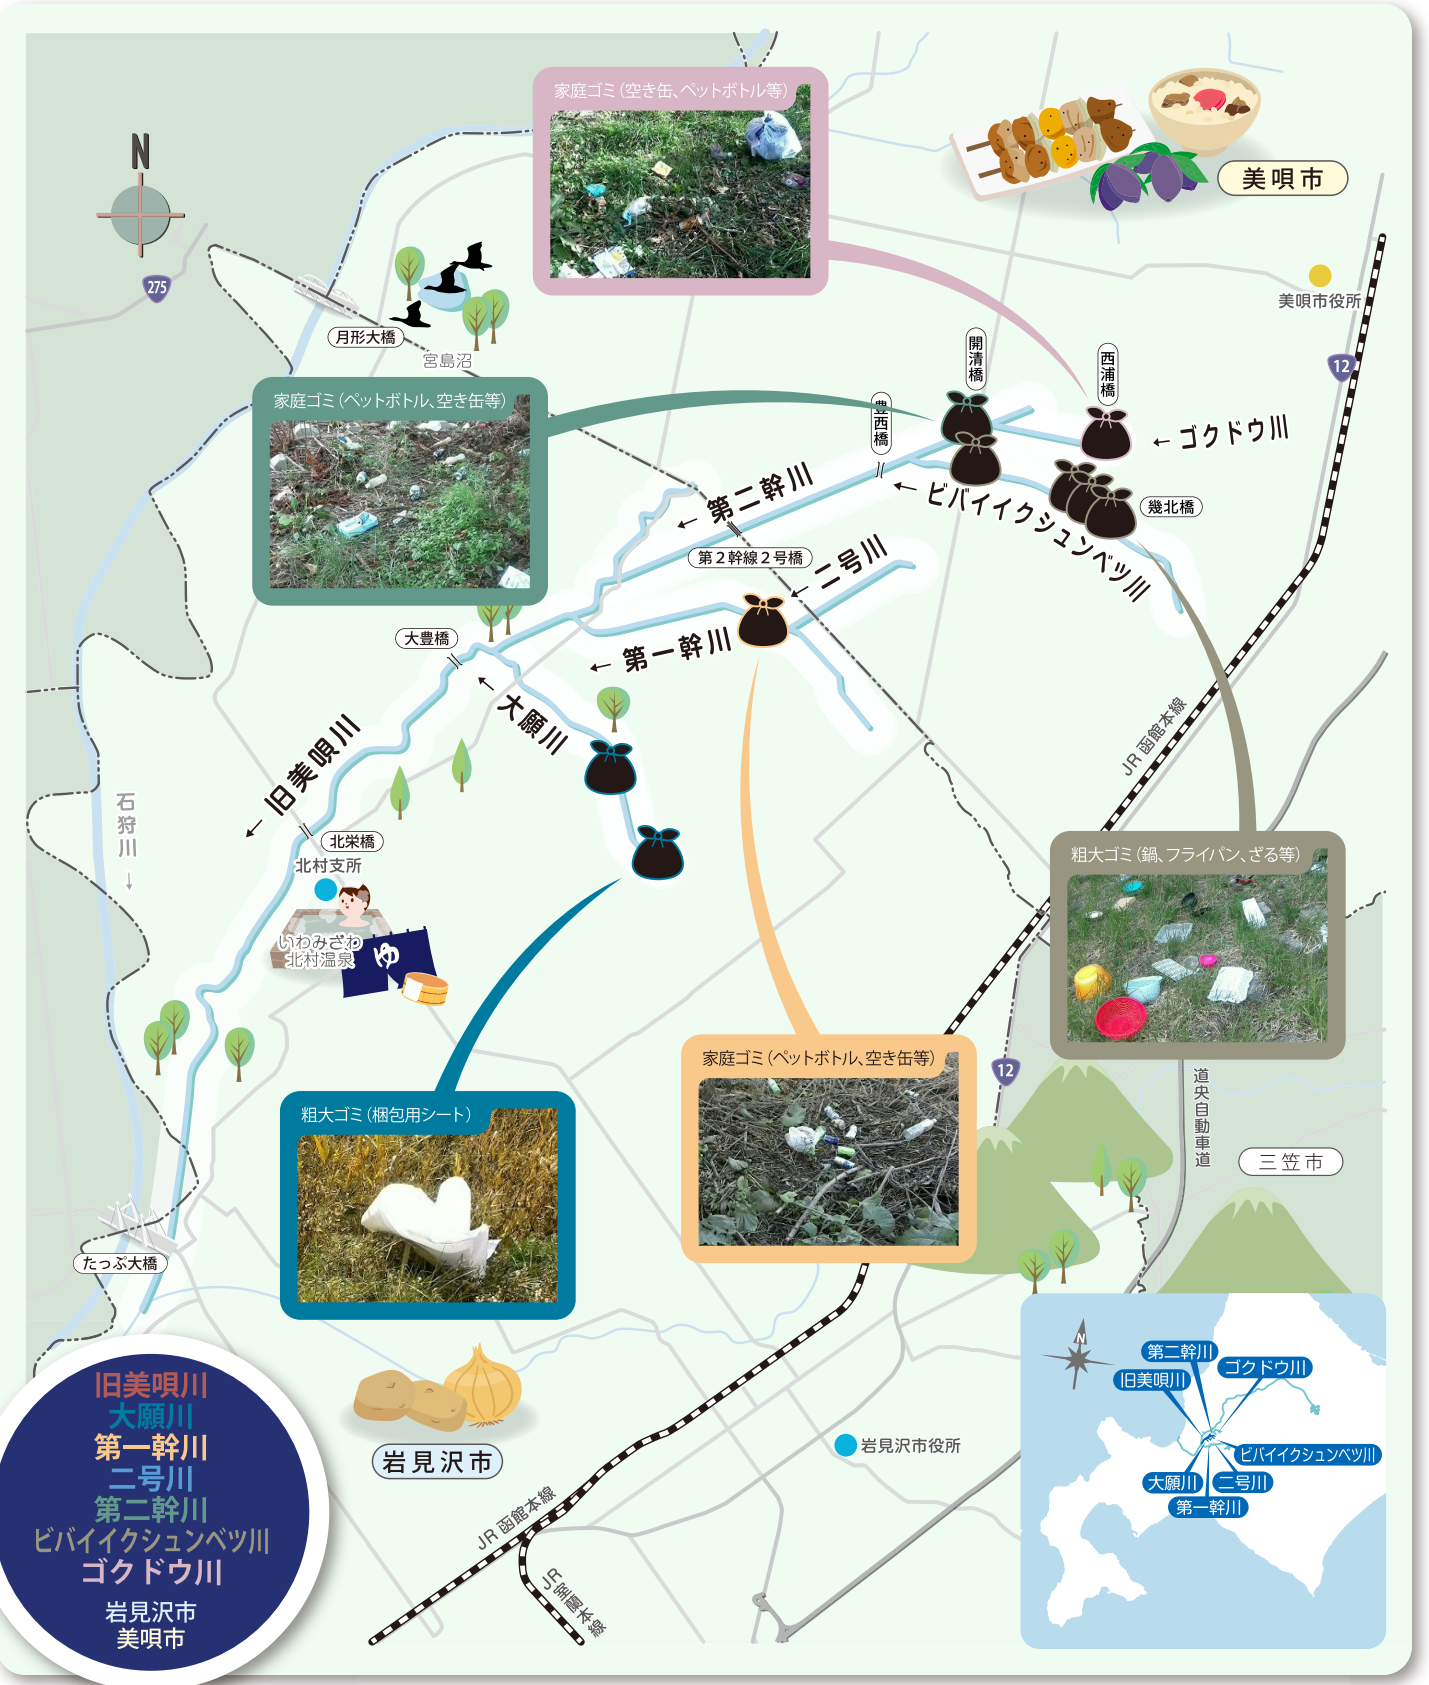 家庭ゴミ（空き缶、ペットボトル等）
N
美唄市
275
美唄市役所
月形大橋
宮島沼
開清橋
西浦橋
12
家庭ゴミ（ペットボトル、空き缶等）
豊西橋
←ゴクドウ川
←第二幹川
←ビバイイクシュンベツ川
幾北橋
第2幹線2号橋
←二号川
大豊橋
←第一幹川
←大願川
JR函館本線
←旧美唄川
石狩川→
北栄橋
北村支所
粗大ゴミ（鍋、フライパン、ざる等）
いわみざわ
北村温泉
ゆ
家庭ゴミ（ペットボトル、空き缶等）
12
道央自動車道
粗大ゴミ（梱包用シート）
三笠市
たっぷ大橋
N
第二幹川
ゴクドウ川
旧美唄川
ビバイイクシュンベツ川
大願川
二号川
第一幹川
旧美唄川
大願川
第一幹川
二号川
第二幹川
ビバイイクシュンベツ川
ゴクドウ川
岩見沢市
美唄市
岩見沢市
岩見沢市役所
JR函館本線
JR室蘭本線